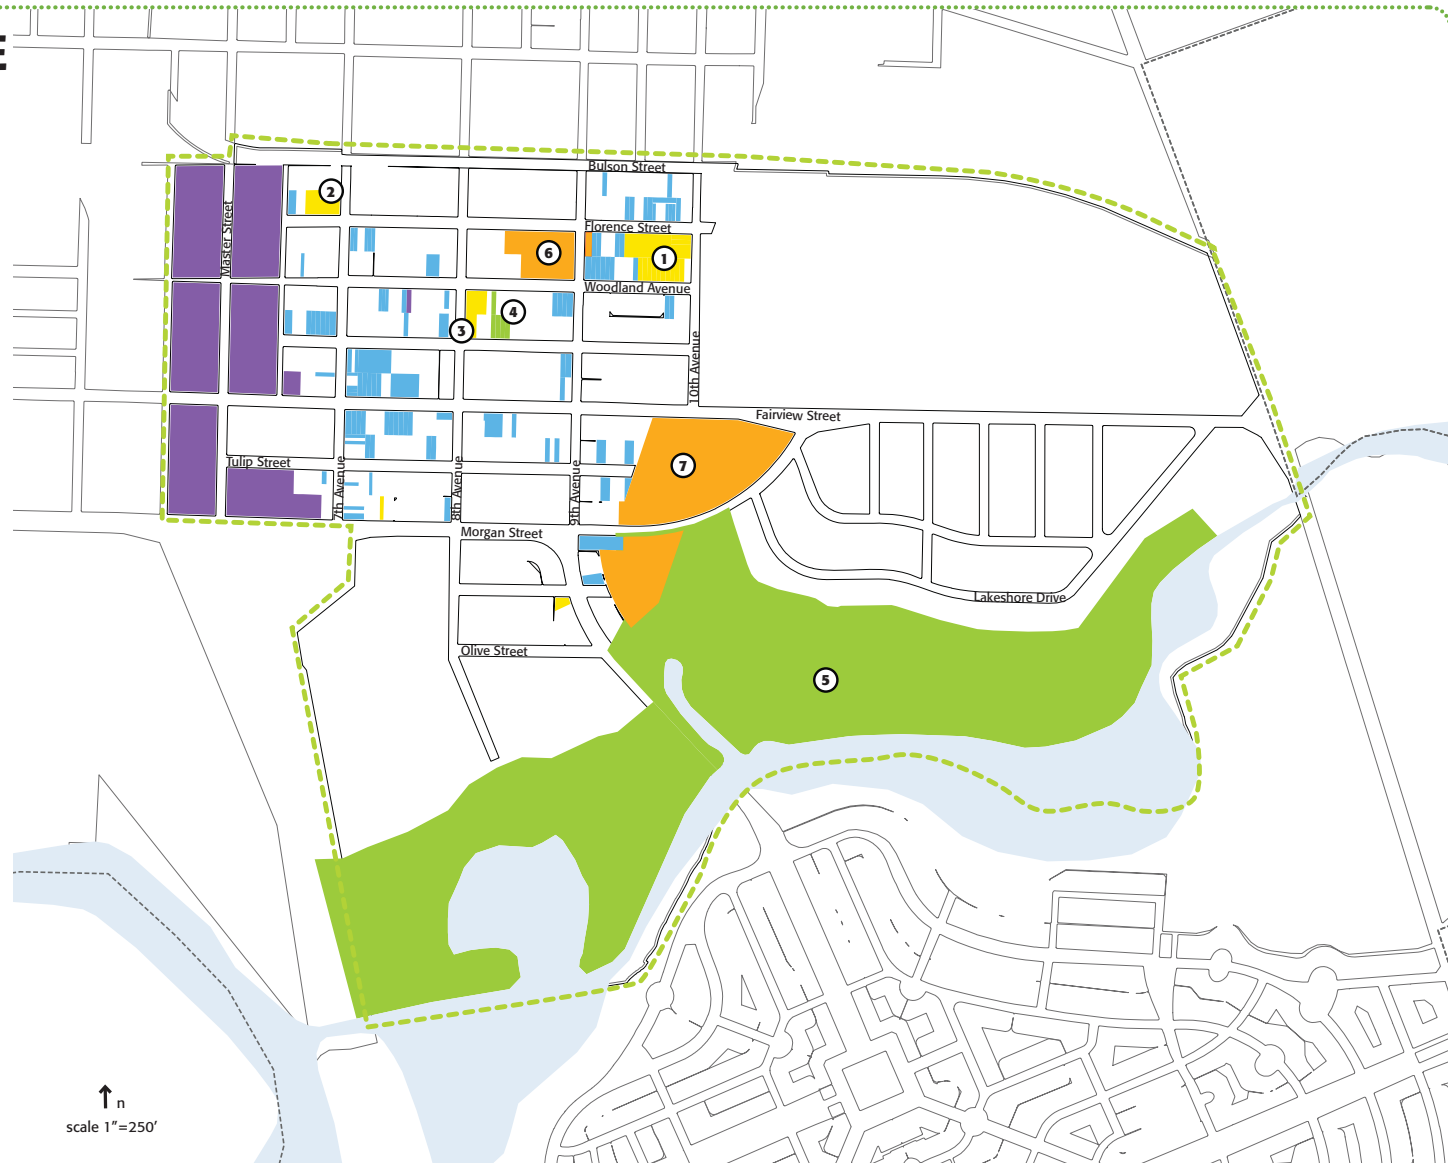 E
Bulson Street
2
Master Street
Florence Street
6
1
Woodland Avenue
4
3
10th Avenue
Fairview Street
Tulip Street
7
7th Avenue
8th Avenue
9th Avenue
Morgan Street
Lakeshore Drive
Olive Street
5
n
scale 1"=250'